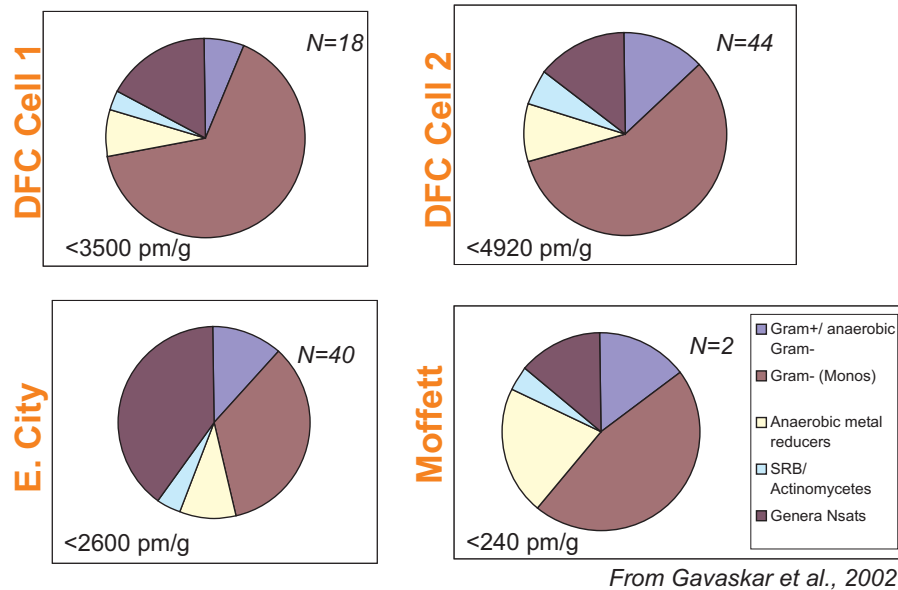 DFC Cell 1
N=18
<3500 pm/g
DFC Cell 2
N=44
<4920 pm/g
E. City
N=40
<2600 pm/g
Moffett
N=2
<240 pm/g
Gram+/ anaerobic
Gram-
Gram- (Monos)
Anaerobic metal
reducers
SRB/
Actinomycetes
Genera Nsats
From Gavaskar et al., 2002